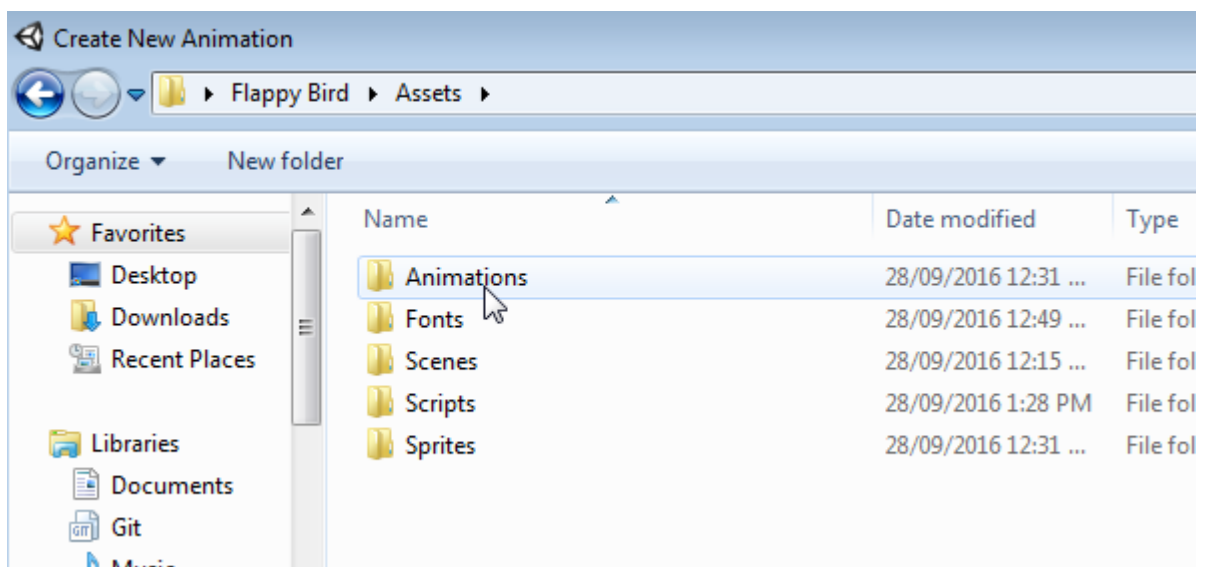 Create New Animation
Flappy Bird Assets
Organize New folder
Name Date modified Type
Favorites
Desktop
Downloads
Recent Places
Libraries
Documents
GIT Git
Music
Animations 28/09/2016 12:31 ... File fol
Fonts 28/09/2016 12:49 ... File fol
Scenes 28/09/2016 12:15 ... File fol
Scripts 28/09/2016 1:28 PM File fol
Sprites 28/09/2016 12:31 ... File fol